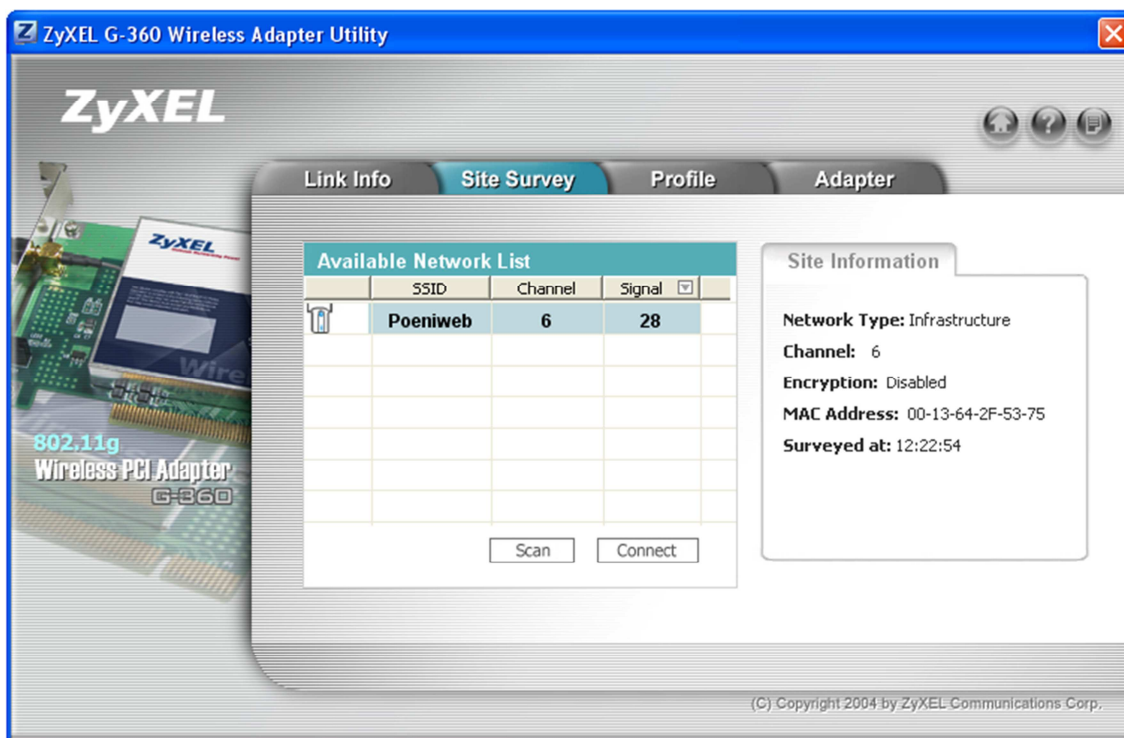 ZyXEL G-360 Wireless Adapter Utility
ZyXEL
Link Info Site Survey Profile Adapter
ZyXEL
802.11g
Wireless PCI Adapter
G-360
Available Network List
SSID Channel Signal
Poeniweb 6 28
Scan Connect
Site Information
Network Type: Infrastructure
Channel: 6
Encryption: Disabled
MAC Address: 00-13-64-2F-53-75
Surveyed at: 12:22:54
(C) Copyright 2004 by ZyXEL Communications Corp.